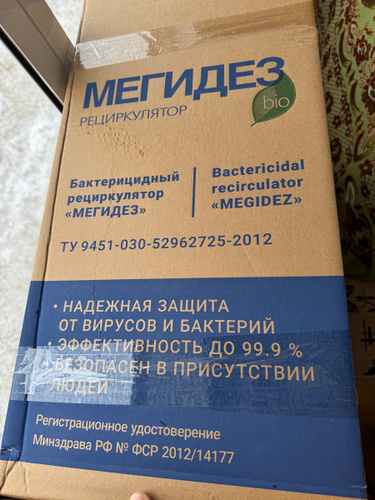 МЕГИДЕЗ
bio
РЕЦИРКУЛЯТОР
Бактерицидный
рециркулятор
«МЕГИДЕЗ»
Bactericidal
recirculator
«MEGIDEZ»
ТУ 9451-030-52962725-2012
• НАДЕЖНАЯ ЗАЩИТА
ОТ ВИРУСОВ И БАКТЕРИЙ
• ЭФФЕКТИВНОСТЬ ДО 99.9 %
• БЕЗОПАСЕН В ПРИСУТСТВИИ
ЛЮДЕЙ
Регистрационное удостоверение
Минздрава РФ № ФСР 2012/14177